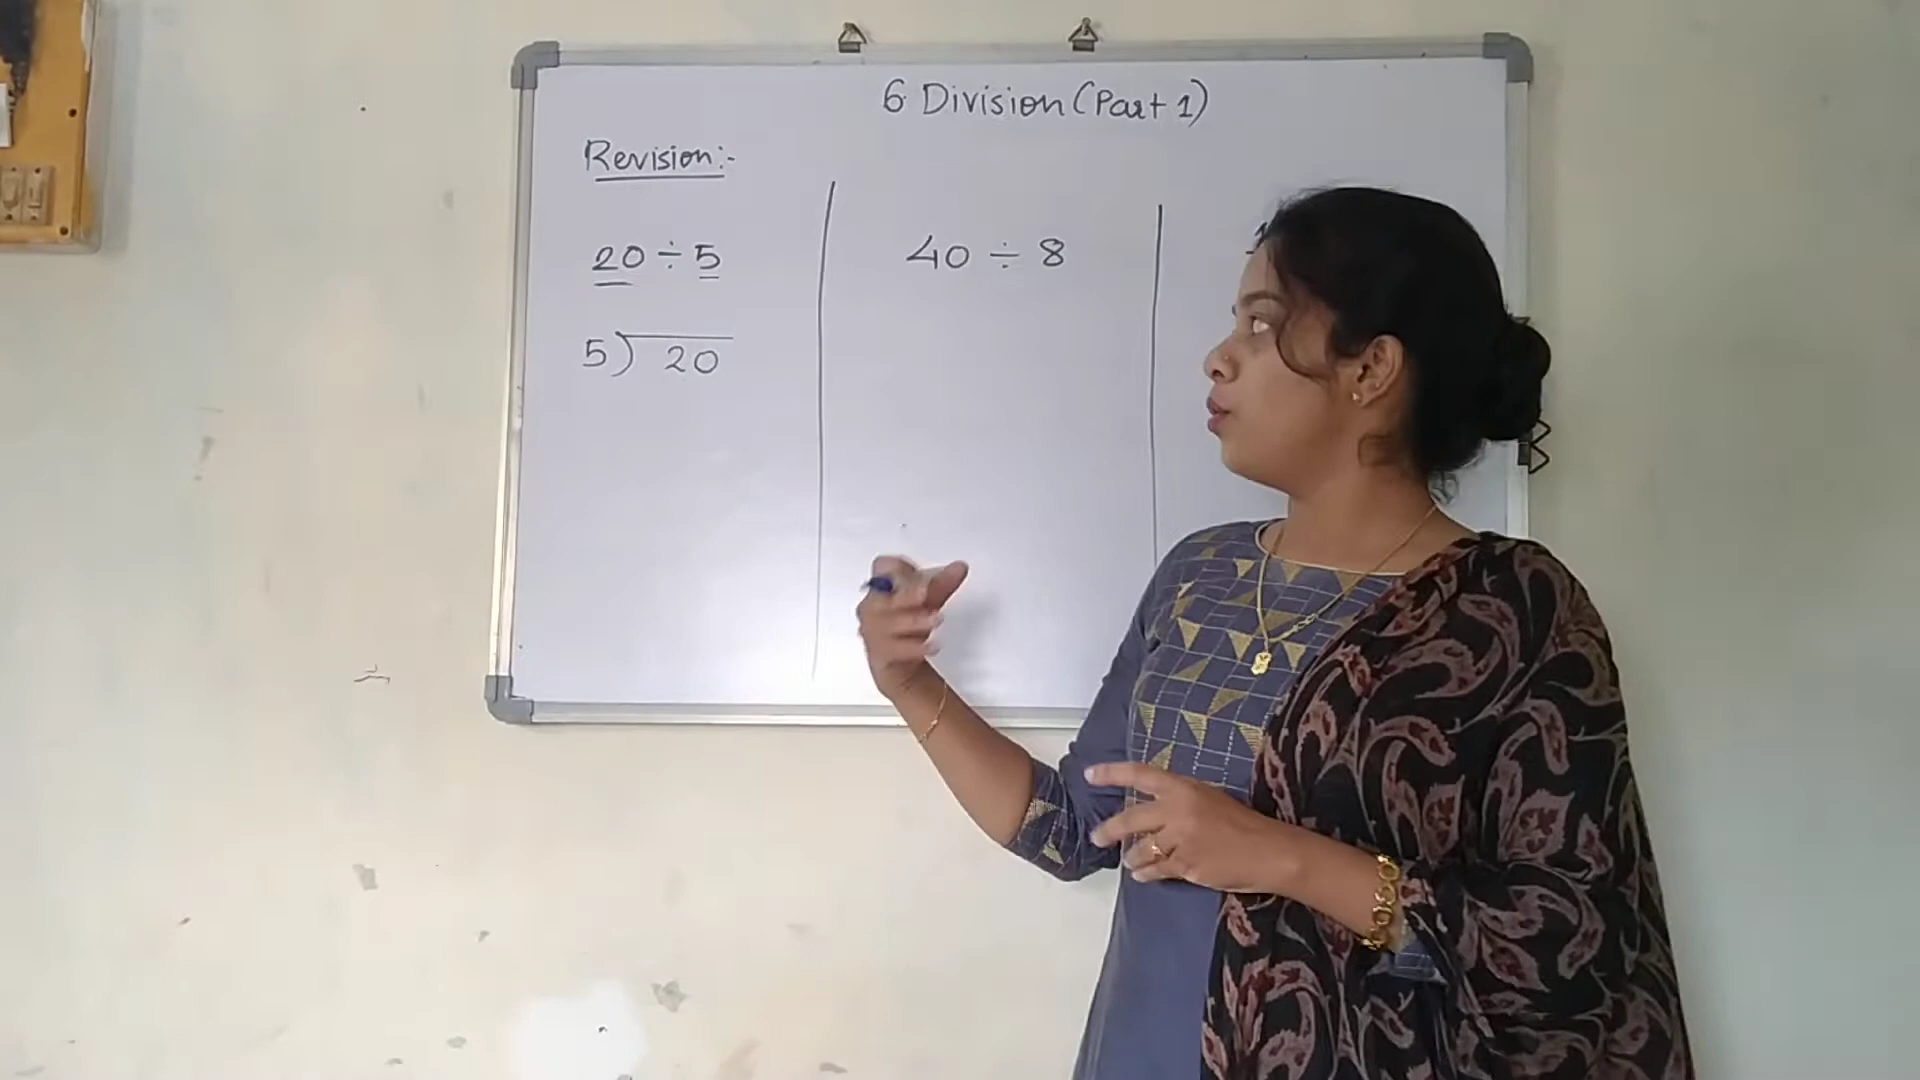 6 Division (Part 1)
Revision:-
20 ÷ 5
5) 20
40 ÷ 8